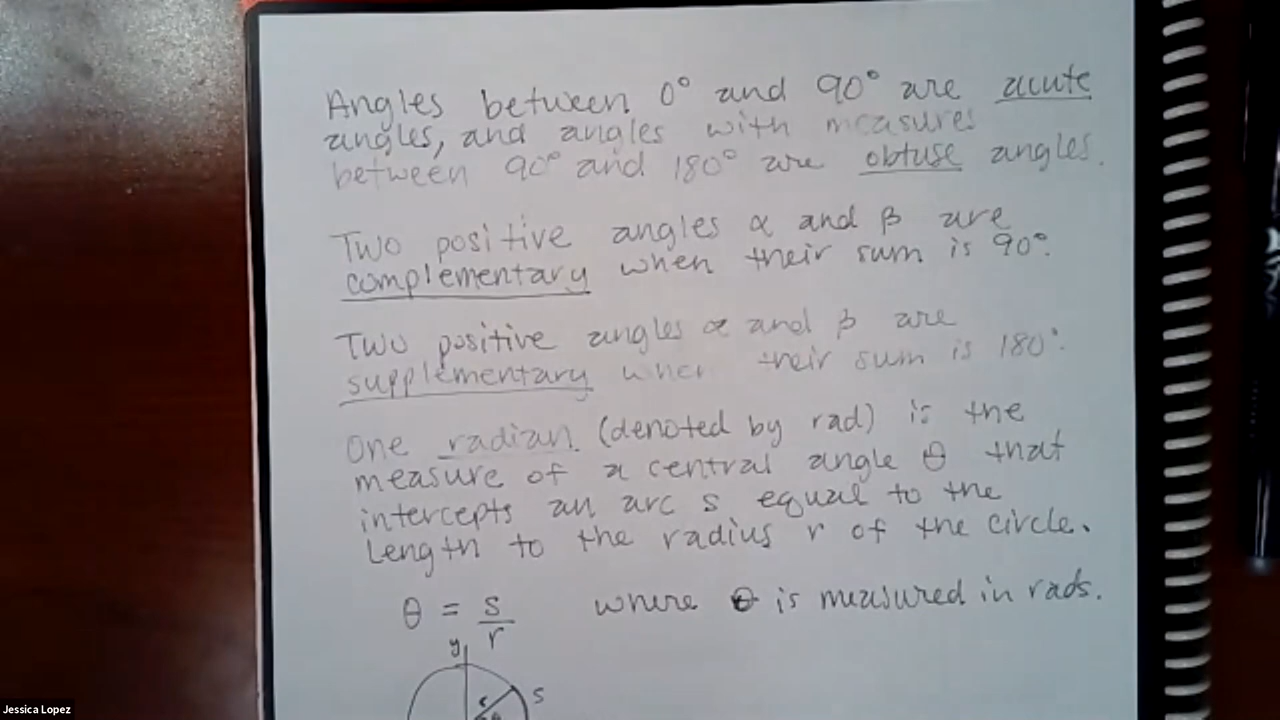 Angles between 0° and 90° are acute
angles, and angles with measures
between 90° and 180° are obtuse angles.
Two positive angles α and β are
complementary when their sum is 90°.
Two positive angles α and β are
supplementary when their sum is 180°.
One radian (denoted by rad) is the
measure of a central angle θ that
intercepts an arc s equal to the
length to the radius r of the circle.
θ = s/r where θ is measured in rads.
y
s
r
θ
Jessica Lopez